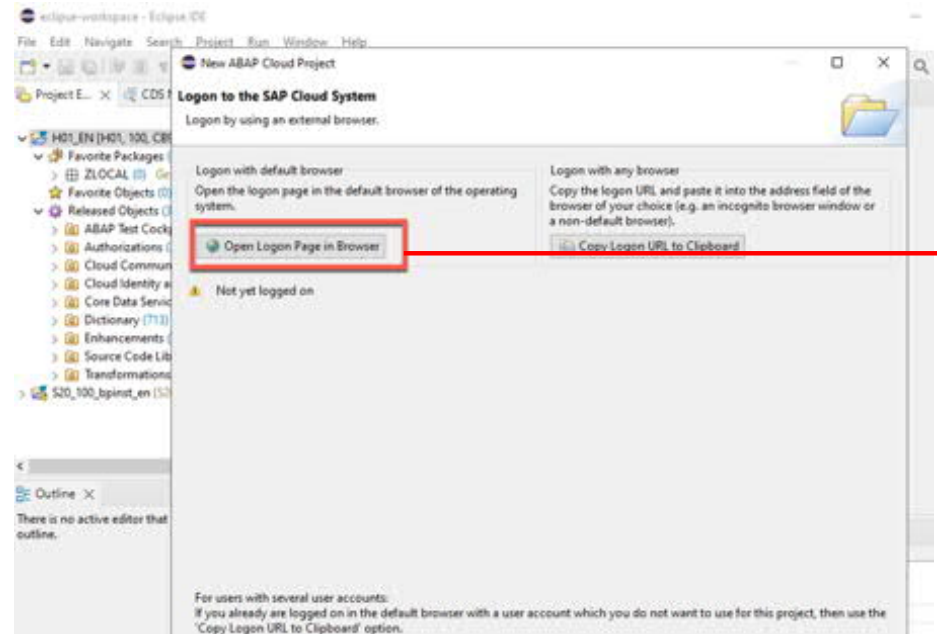 eclipse-workspace - Eclipse IDE
File Edit Navigate Search Project Run Window Help
New ABAP Cloud Project
Project E...
CDS
Logon to the SAP Cloud System
Logon by using an external browser.
H01_EN [H01, 100, CB9
Favorite Packages
ZLOCAL (0)
Favorite Objects (0)
Released Objects
ABAP Test Cockp
Authorizations
Cloud Commun
Cloud Identity a
Core Data Servic
Dictionary (713)
Enhancements
Source Code Lib
Transformations
S20_100_bpinst_en
Logon with default browser
Open the logon page in the default browser of the operating
system.
Open Logon Page in Browser
Logon with any browser
Copy the logon URL and paste it into the address field of the
browser of your choice (e.g. an incognito browser window or
a non-default browser).
Copy Logon URL to Clipboard
Not yet logged on
Outline
There is no active editor that
outline.
For users with several user accounts:
If you already are logged on in the default browser with a user account which you do not want to use for this project, then use the
'Copy Logon URL to Clipboard' option.